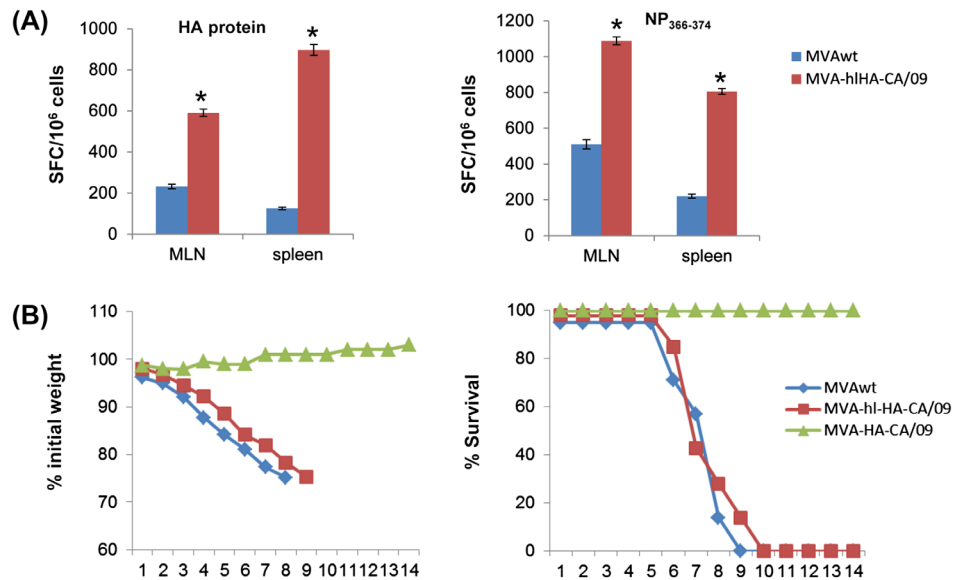 (A)
HA protein
SFC/10⁶ cells
1000
800
600
400
200
0
*
*
MLN spleen
NP366-374
SFC/10⁶ cells
1200
1000
800
600
400
200
0
*
*
MLN spleen
MVAwt
MVA-hlHA-CA/09
(B)
% initial weight
110
100
90
80
70
60
1 2 3 4 5 6 7 8 9 10 11 12 13 14
% Survival
100
80
60
40
20
0
1 2 3 4 5 6 7 8 9 10 11 12 13 14
MVAwt
MVA-hl-HA-CA/09
MVA-HA-CA/09